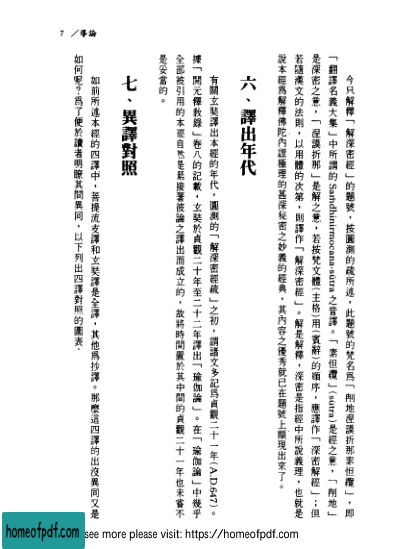 7 ／導論
今只解釋「解深密經」的題號，按圓測的疏所述，此題號的梵名爲「刪地涅謨折那素怛纜」，即
「翻譯名義大集」中所謂的 Saṁdhinirmocana-sūtra 之音譯。「素怛纜」(sūtra)是經之意，「刪地」
是深密之意，「涅謨折那」是解之意，若按梵文體(主格)用(賓辭)的順序，應譯作「深密解經」；但
若隨漢文的法則，以用體的次第，則譯作「解深密經」。解是解釋，深密是指經中所說義理，也就是
說本經爲解釋佛陀內證極理的甚深秘密之妙義的經典，其內容之優秀就已在題號上顯現出來了。
六、譯出年代
有關玄奘譯出本經的年代，圓測的「解深密經疏」之初，謂諸文多記爲貞觀二十一年(A.D.647)。
據「開元釋敎錄」卷八的記載，玄奘於貞觀二十年至二十二年譯出「瑜伽論」。在「瑜伽論」中幾乎
全部被引用的本經自然是緊接著彼論之譯出而成立的，故將時間置於其中間的貞觀二十一年也未嘗不
是妥當的。
七、異譯對照
如前所述本經的四譯中，菩提流支譯和玄奘譯是全譯，其他爲抄譯。那麼這四譯的出沒異同又是
如何呢？爲了便於讀者明瞭其間異同，以下列出四譯對照的圖表．
homeofpdf.com
see more please visit: https://homeofpdf.com
homeofpdf.com